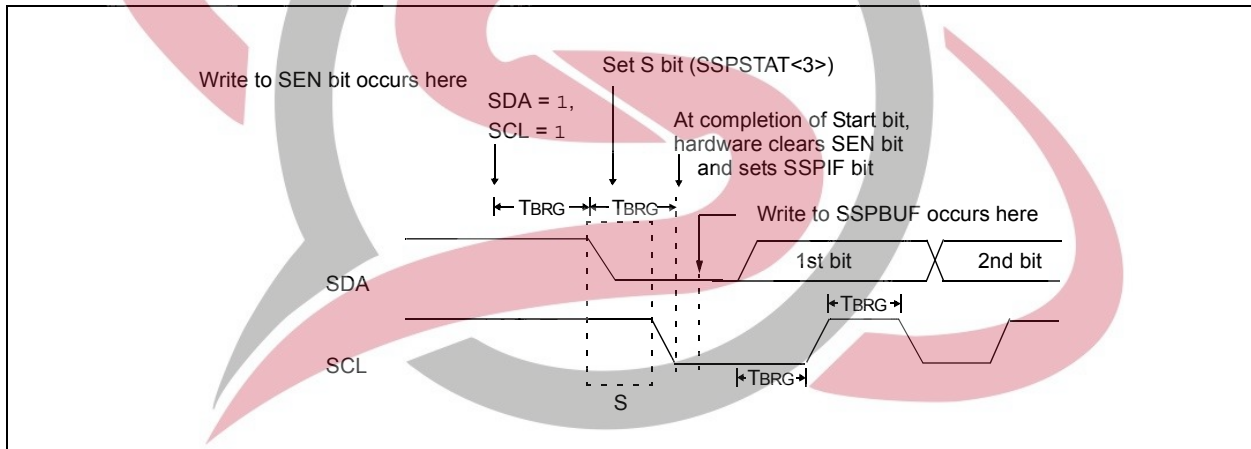 Write to SEN bit occurs here
Set S bit (SSPSTAT<3>)
SDA = 1,
SCL = 1
At completion of Start bit,
hardware clears SEN bit
and sets SSPIF bit
TBRG
TBRG
Write to SSPBUF occurs here
SDA
1st bit
2nd bit
TBRG
SCL
TBRG
S